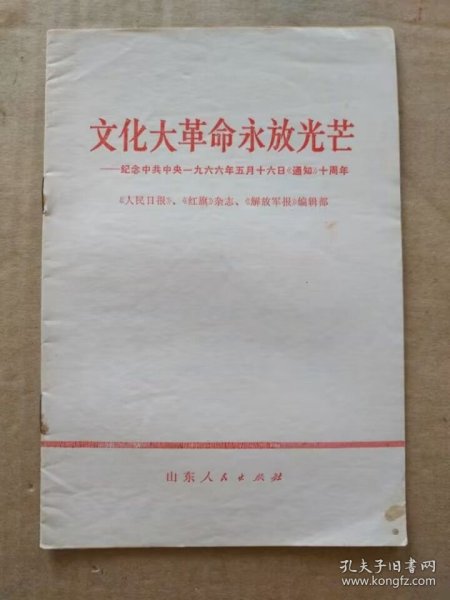 文化大革命永放光芒
——纪念中共中央一九六六年五月十六日《通知》十周年
《人民日报》、《红旗》杂志、《解放军报》编辑部
山东人民出版社
孔夫子旧书网
www.kongfz.com